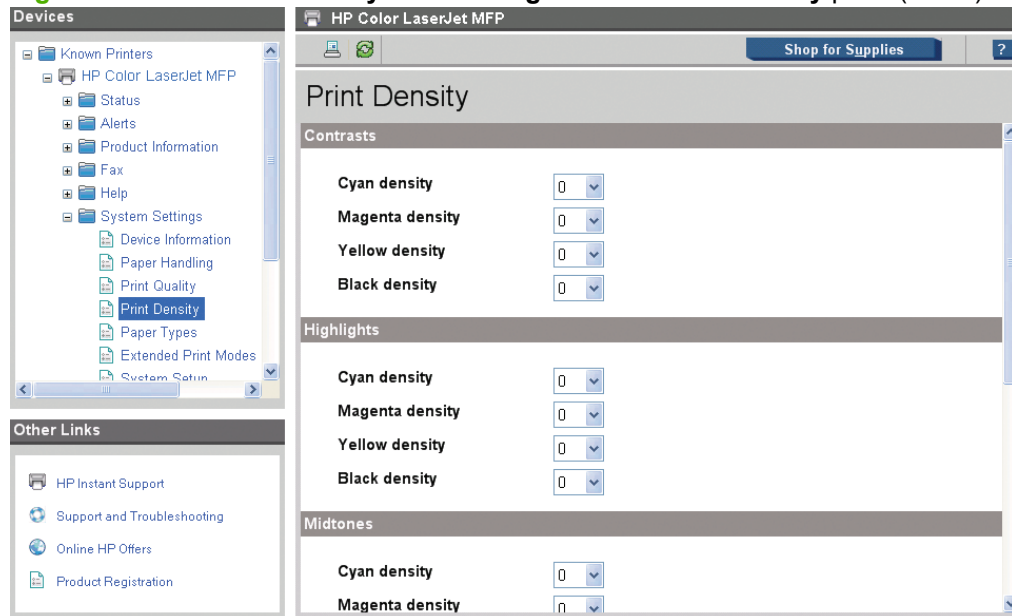 Devices
Known Printers
HP Color LaserJet MFP
Status
Alerts
Product Information
Fax
Help
System Settings
Device Information
Paper Handling
Print Quality
Print Density
Paper Types
Extended Print Modes
System Setup
Other Links
HP Instant Support
Support and Troubleshooting
Online HP Offers
Product Registration
HP Color LaserJet MFP
Shop for Supplies
?
Print Density
Contrasts
Cyan density 0
Magenta density 0
Yellow density 0
Black density 0
Highlights
Cyan density 0
Magenta density 0
Yellow density 0
Black density 0
Midtones
Cyan density 0
Magenta density 0